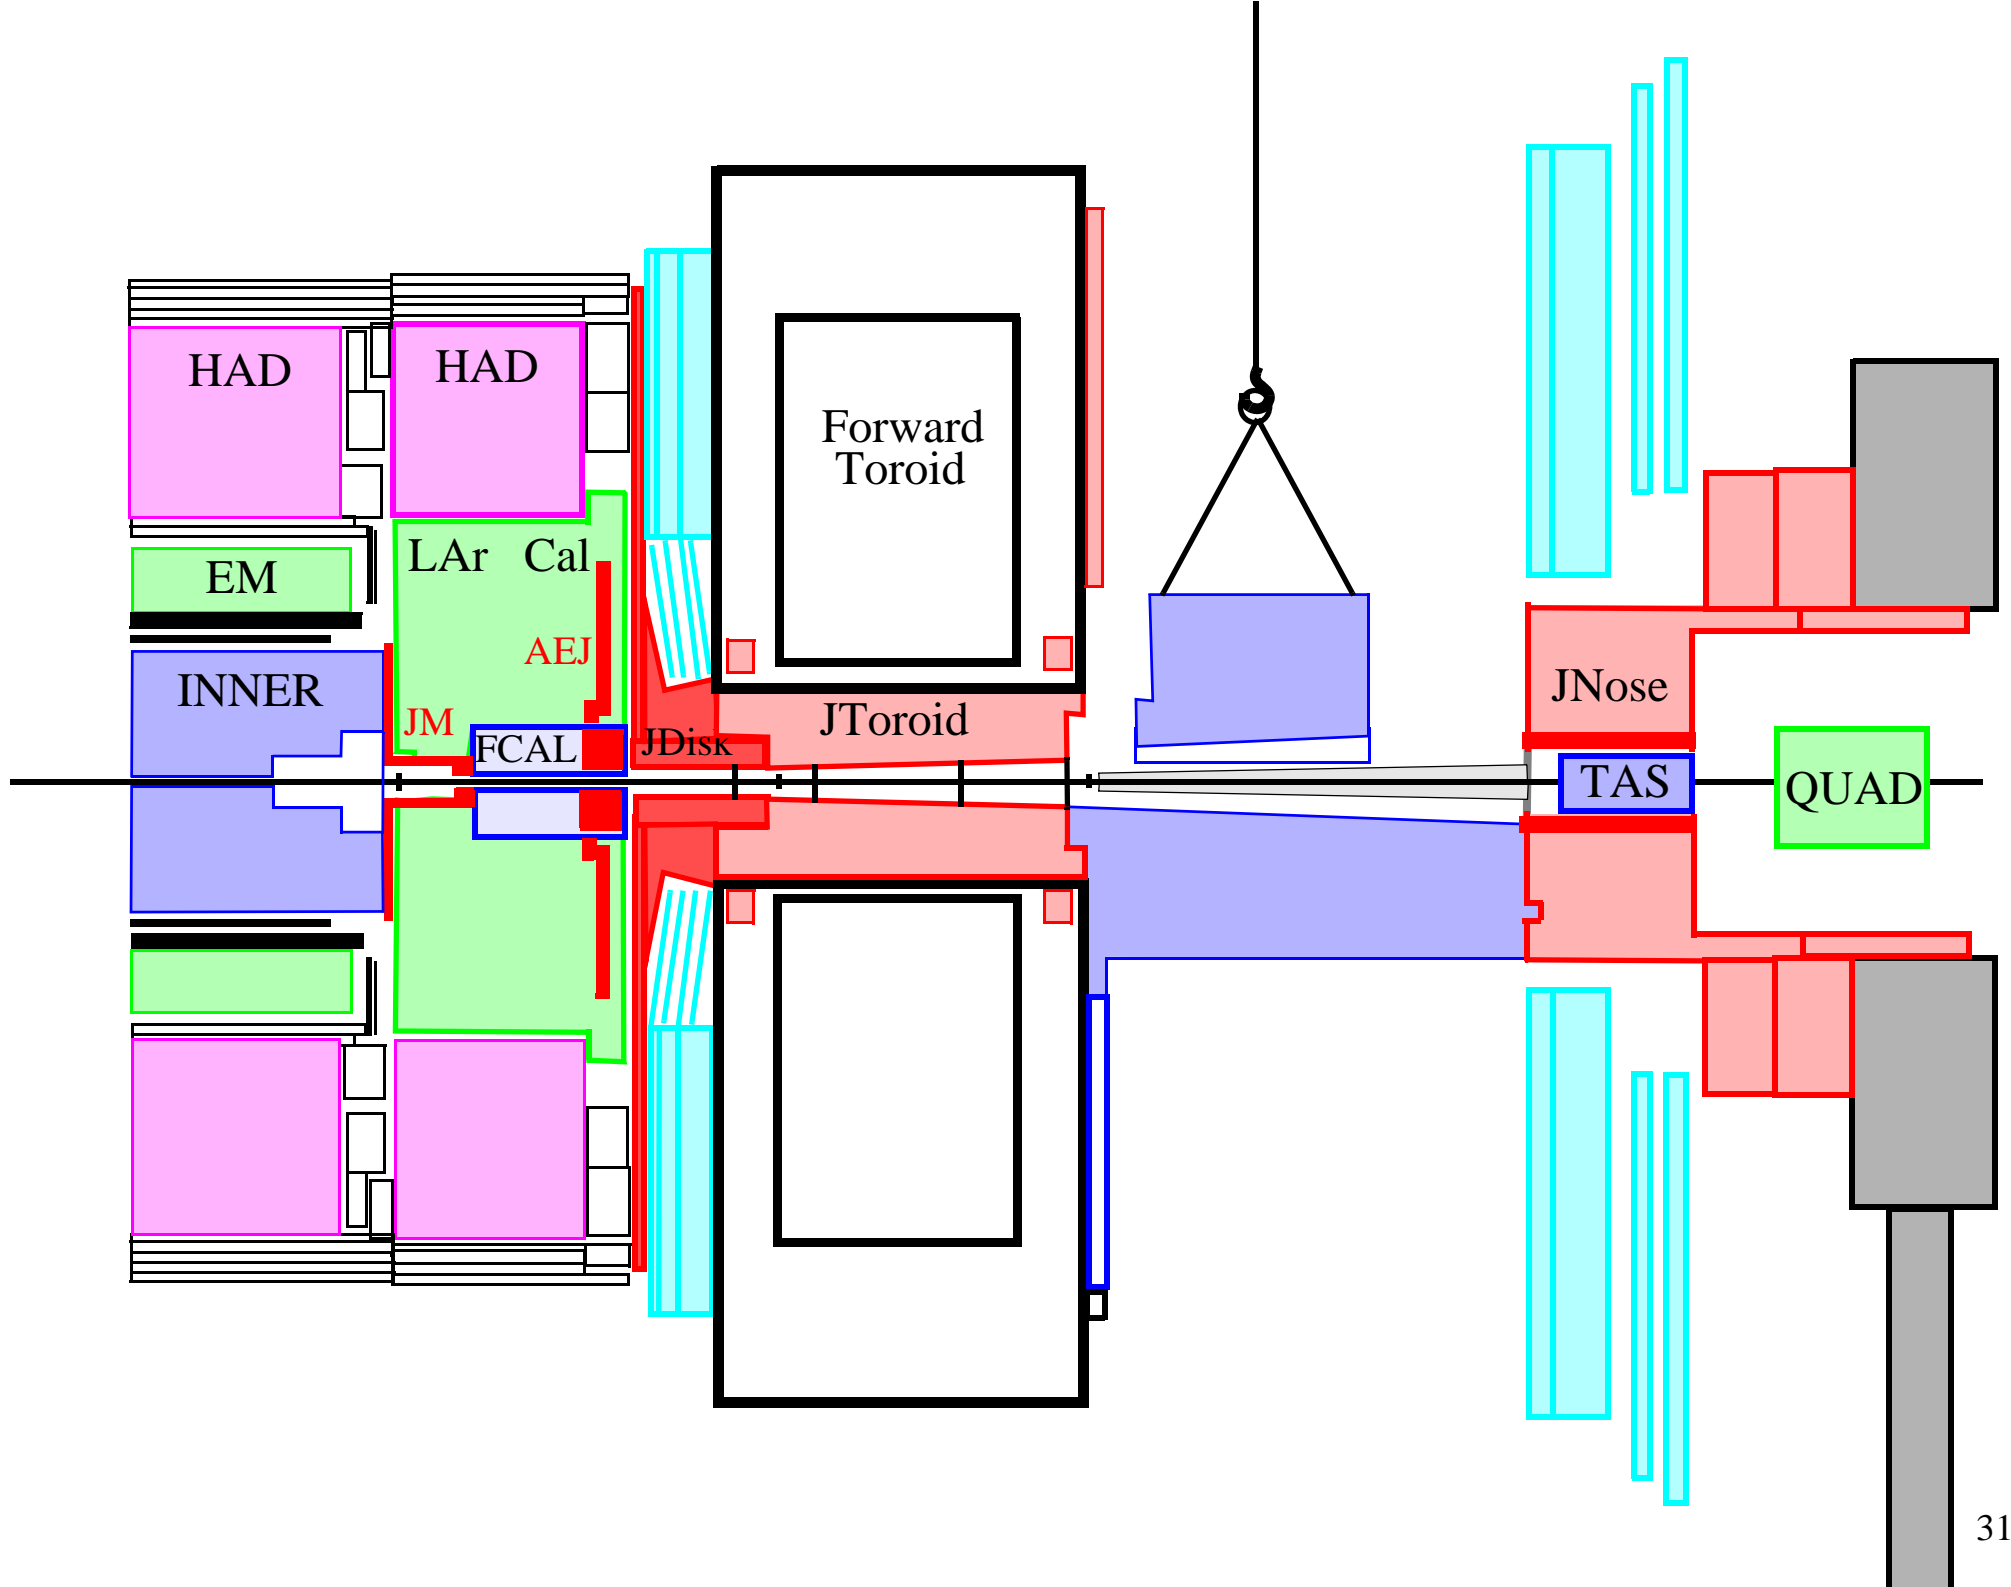 HAD
HAD
Forward
Toroid
LAr Cal
EM
AEJ
INNER
JM
FCAL
JDisk
JToroid
JNose
TAS
QUAD
31